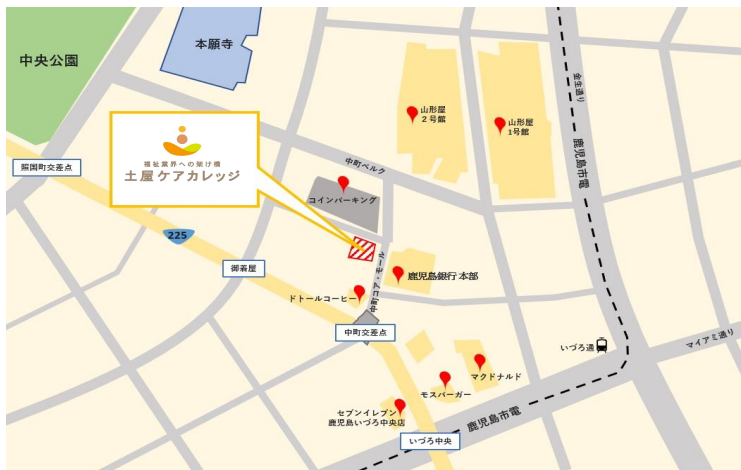 中央公園
本願寺
福祉業界への架け橋
土屋ケアカレッジ
照国町交差点
225
御着屋
コインパーキング
中町ベルク
山形屋
2号館
山形屋
1号館
金生通り
鹿児島市電
中町コア・モール
鹿児島銀行 本部
ドトールコーヒー
中町交差点
いづろ通
マイアミ通り
マクドナルド
モスバーガー
セブンイレブン
鹿児島いづろ中央店
いづろ中央
鹿児島市電